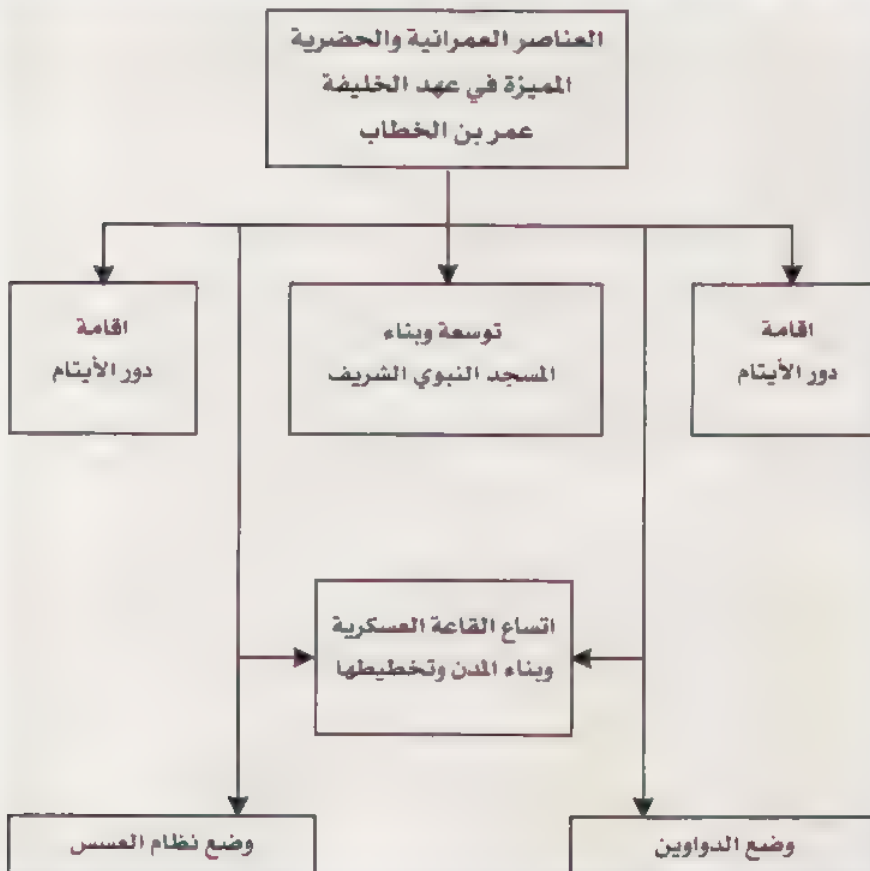 العناصر العمرانية والحضرية
المميزة في عهد الخليفة
عمر بن الخطاب
اقامة
دور الأيتام
توسعة وبناء
المسجد النبوي الشريف
اقامة
دور الأيتام
اتساع القاعة العسكرية
وبناء المدن وتخطيطها
وضع الدواوين
وضع نظام العسس